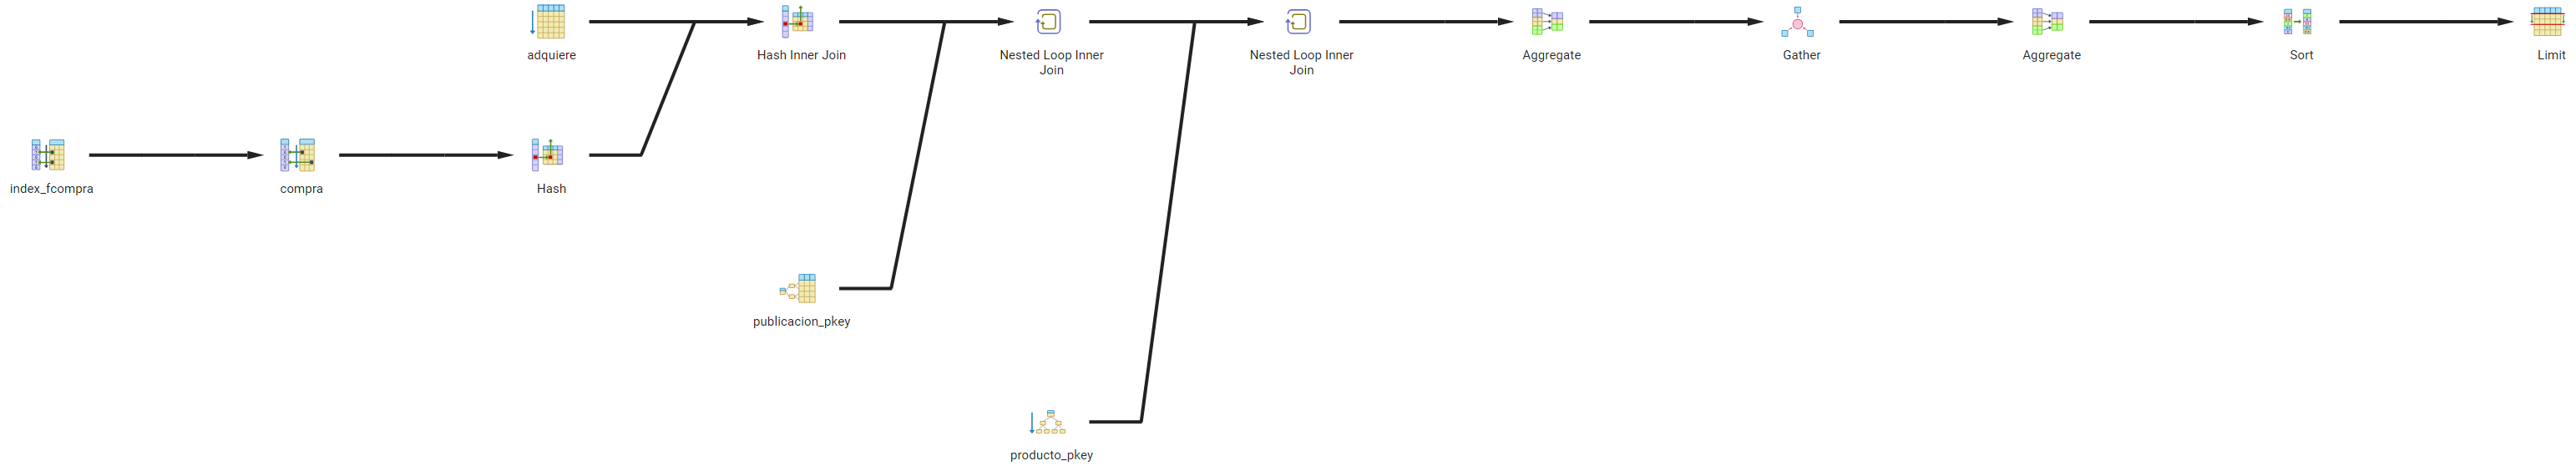 adquiere
Hash Inner Join
Nested Loop Inner
Join
Nested Loop Inner
Join
Aggregate
Gather
Aggregate
Sort
Limit
index_fcompra
compra
Hash
publicacion_pkey
producto_pkey